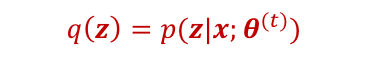 q(z) = p(z|x; θ^(t))